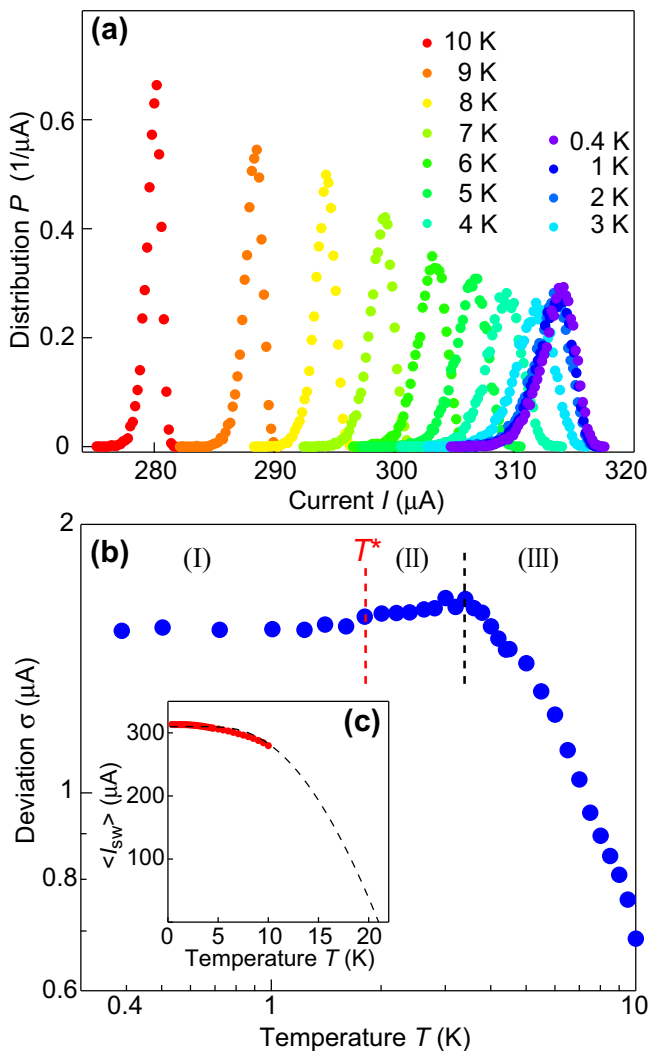 (a)
Distribution P (1/μA)
0.6
0.4
0.2
0
10 K
9 K
8 K
7 K
6 K
5 K
4 K
0.4 K
1 K
2 K
3 K
280
290
300
310
320
Current I (μA)
(b)
(I)
T*
(II)
(III)
Deviation σ (μA)
2
1
0.8
0.6
0.4
1
10
Temperature T (K)
(c)
<Isw> (μA)
300
200
100
0
5
10
15
20
Temperature T (K)